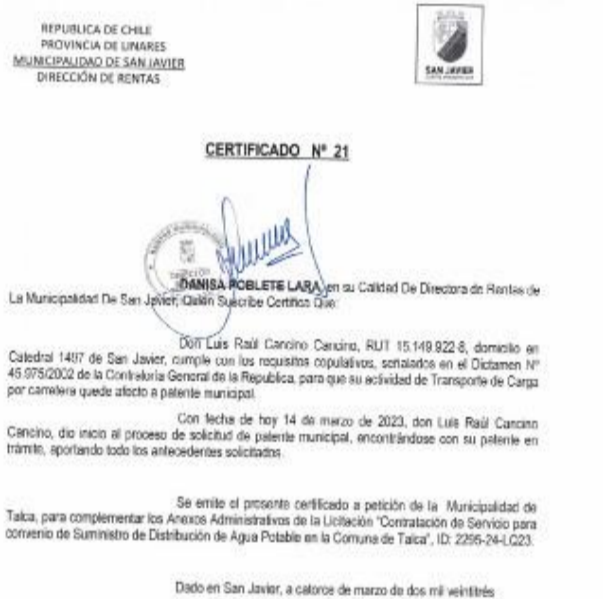 REPUBLICA DE CHILE
PROVINCIA DE LINARES
MUNICIPALIDAD DE SAN JAVIER
DIRECCIÓN DE RENTAS
SAN JAVIER
CERTIFICADO Nº 21
DANISA POBLETE LARA, en su Calidad De Directora de Rentas de
La Municipalidad De San Javier, Quién Suscribe Certifica Que:
Don Luis Raúl Cancino Cancino, RUT 15.149.922-8, domicilio en
Catedral 1497 de San Javier, cumple con los requisitos copulativos, señalados en el Dictamen Nº
45.975/2002 de la Contraloría General de la Republica, para que su actividad de Transporte de Carga
por carretera quede afecto a patente municipal.
Con fecha de hoy 14 de marzo de 2023, don Luis Raúl Cancino
Cancino, dio inicio al proceso de solicitud de patente municipal, encontrándose con su patente en
trámite, aportando todo los antecedentes solicitados.
Se emite el presente certificado a petición de la Municipalidad de
Talca, para complementar los Anexos Administrativos de la Licitación "Contratación de Servicio para
convenio de Suministro de Distribución de Agua Potable en la Comuna de Talca", ID: 2295-24-LQ23.
Dado en San Javier, a catorce de marzo de dos mil veintitrés